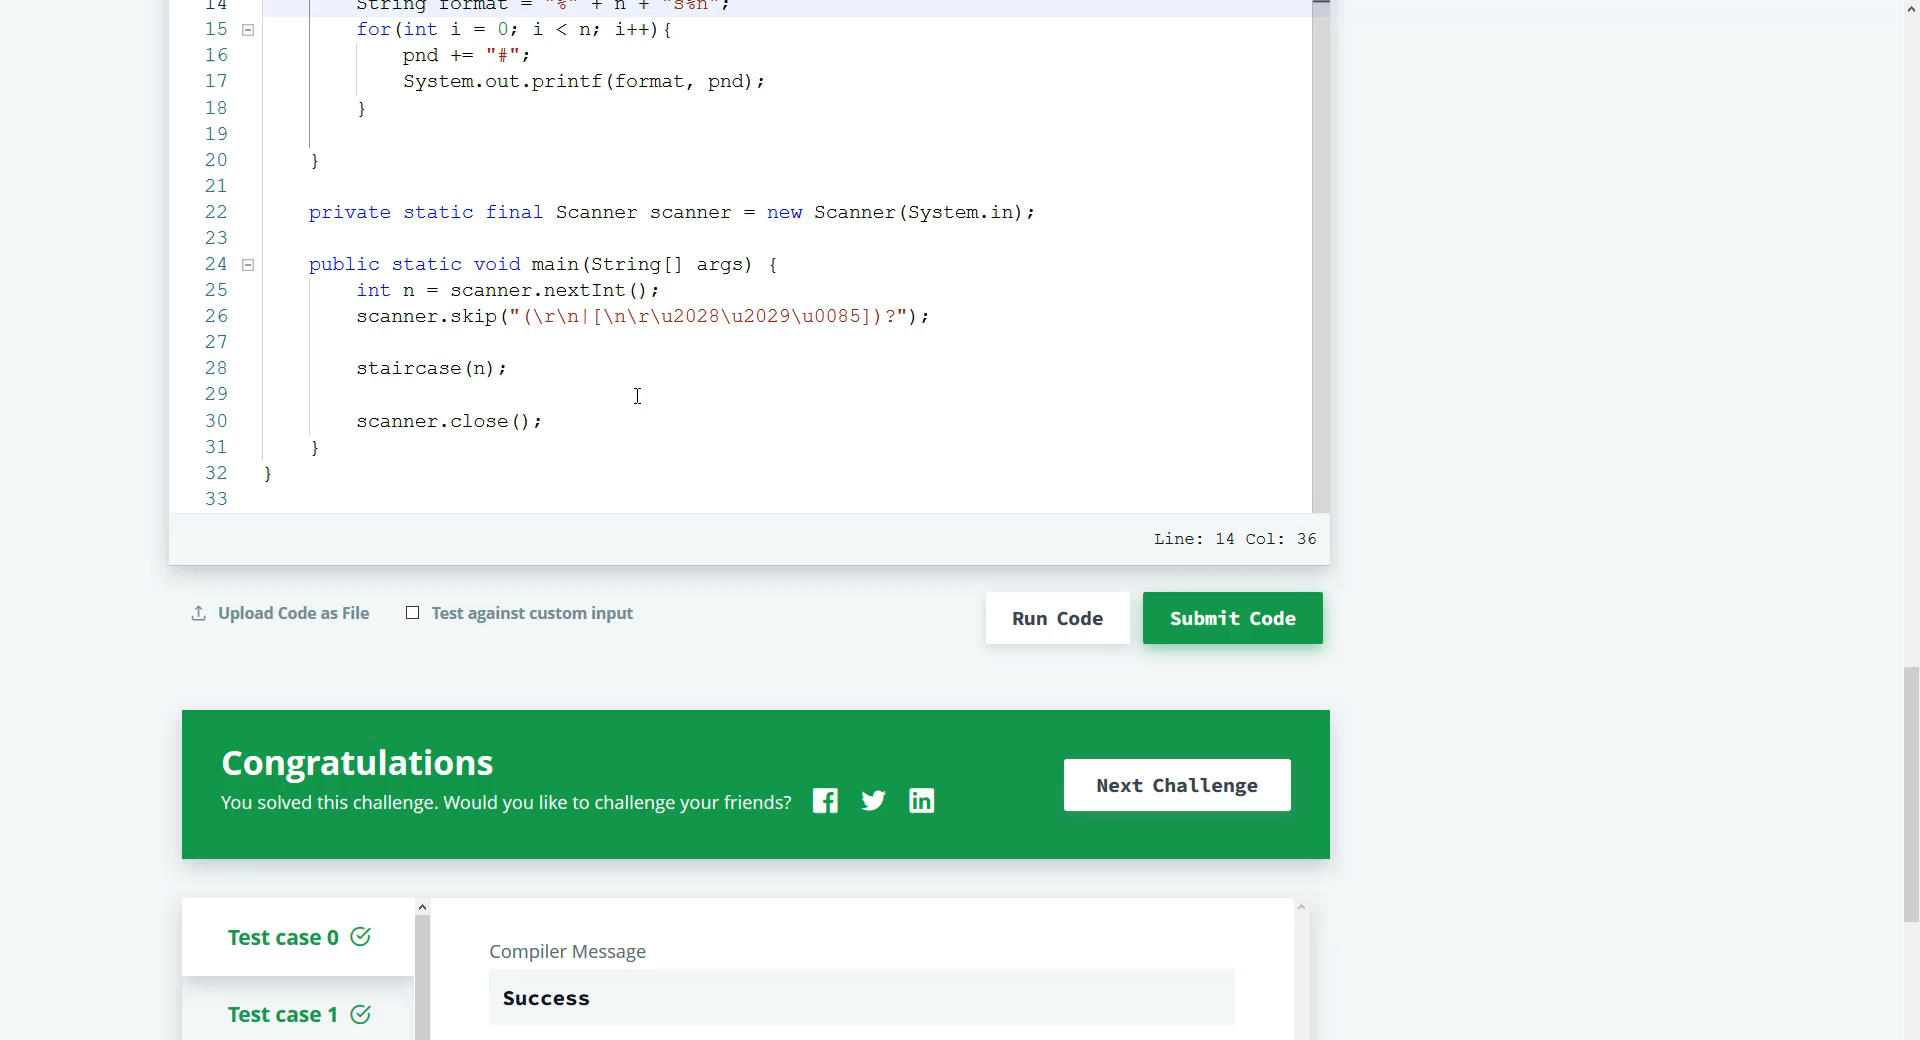 14 String format = "%" + n + "s%n";
15 for(int i = 0; i < n; i++){
16 pnd += "#";
17 System.out.printf(format, pnd);
18 }
19
20 }
21
22 private static final Scanner scanner = new Scanner(System.in);
23
24 public static void main(String[] args) {
25 int n = scanner.nextInt();
26 scanner.skip("(\r\n|[\n\r\u2028\u2029\u0085])?");
27
28 staircase(n);
29
30 scanner.close();
31 }
32 }
33
Line: 14 Col: 36
Upload Code as File
Test against custom input
Run Code
Submit Code
Congratulations
You solved this challenge. Would you like to challenge your friends?
Next Challenge
Test case 0
Compiler Message
Success
Test case 1